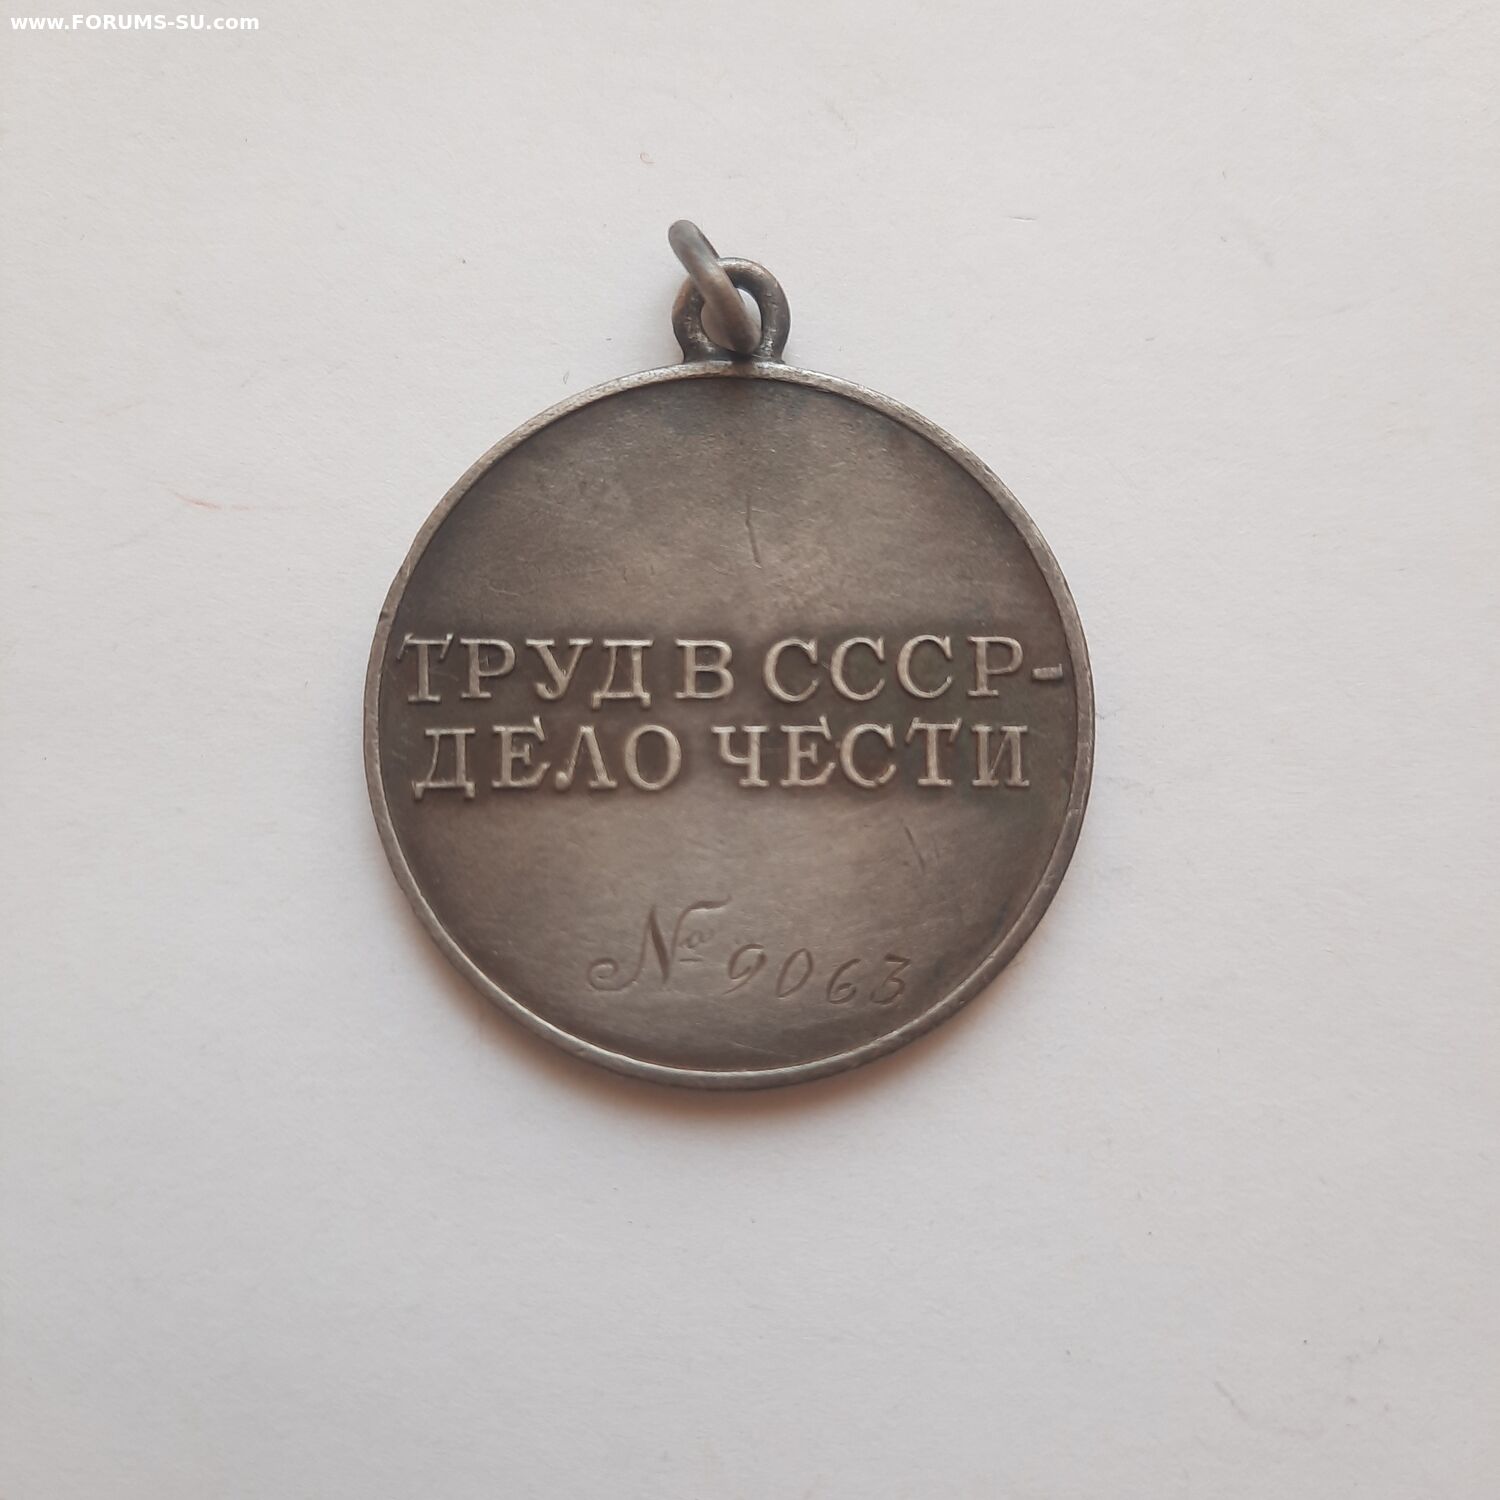 www.FORUMS-SU.com
ТРУД В СССР-
ДЕЛО ЧЕСТИ
№ 9063